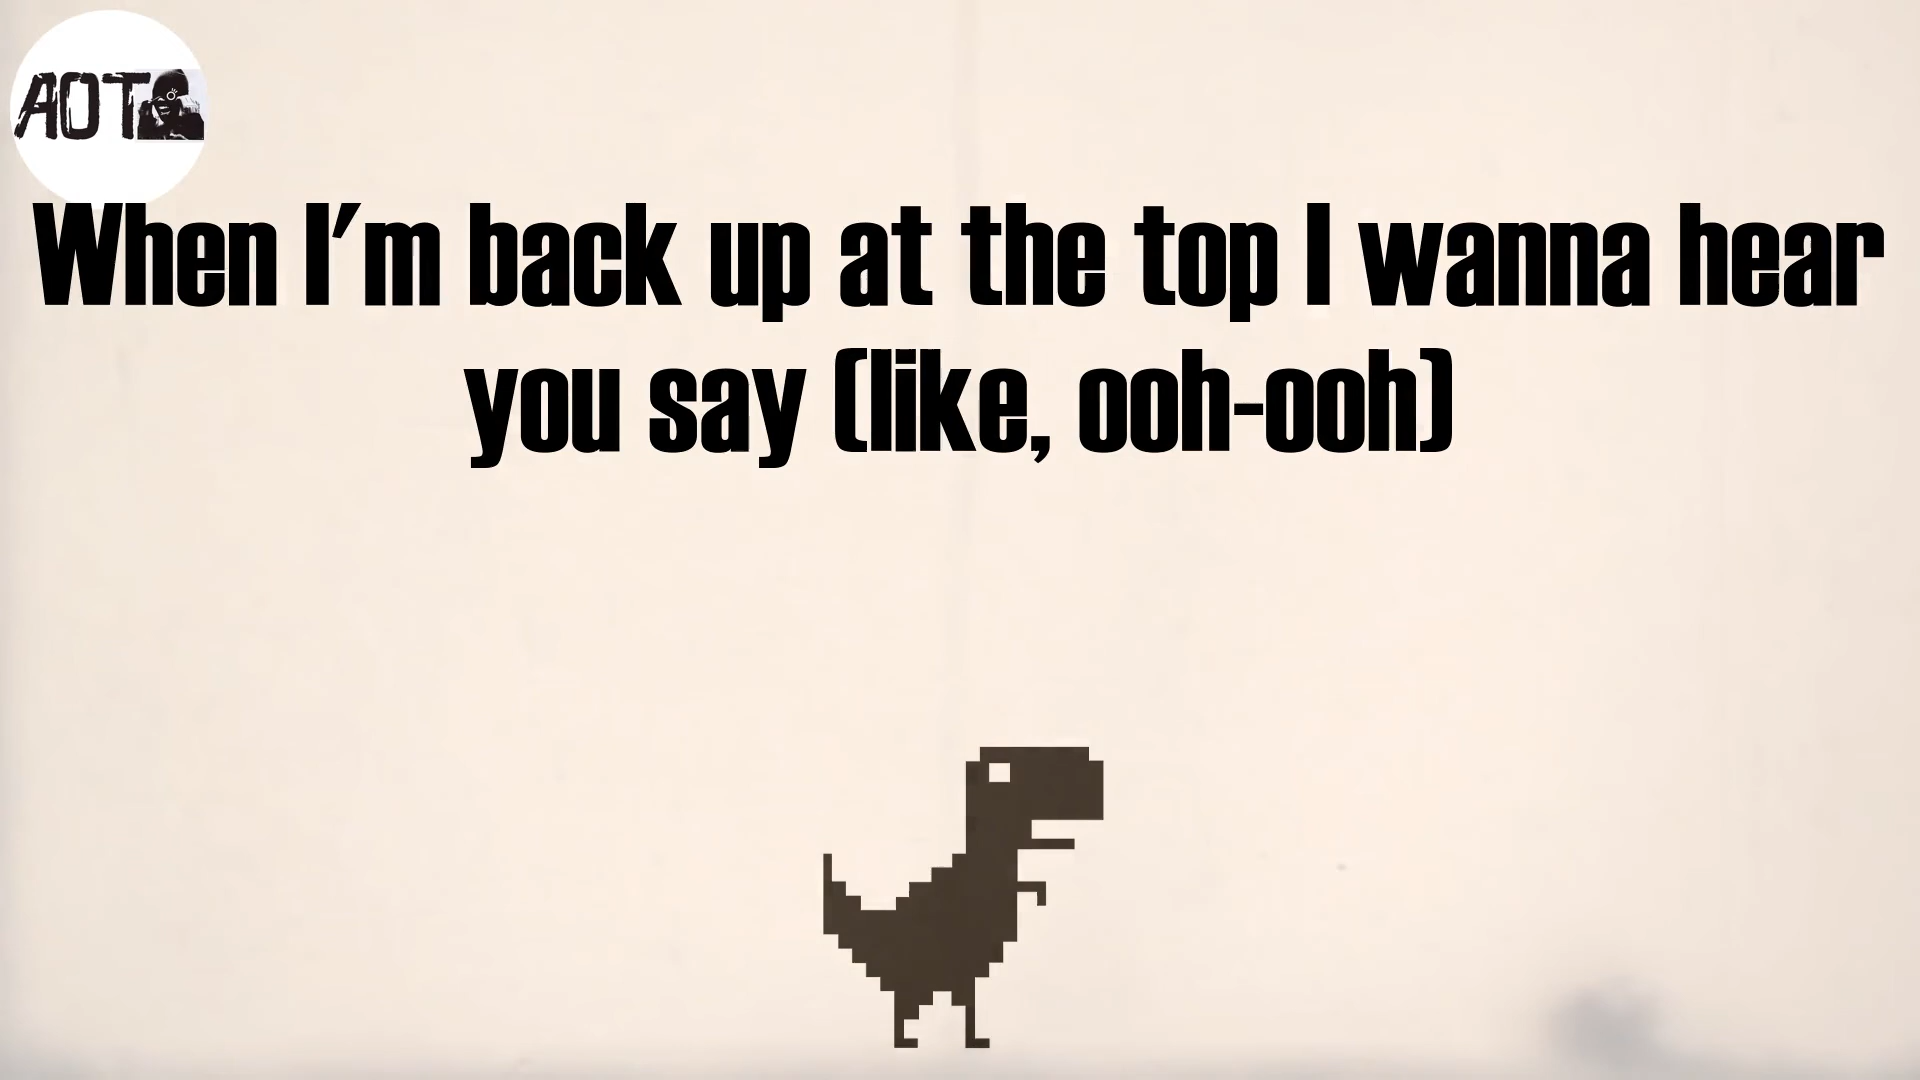 AOT
When I'm back up at the top I wanna hear
you say (like, ooh-ooh)